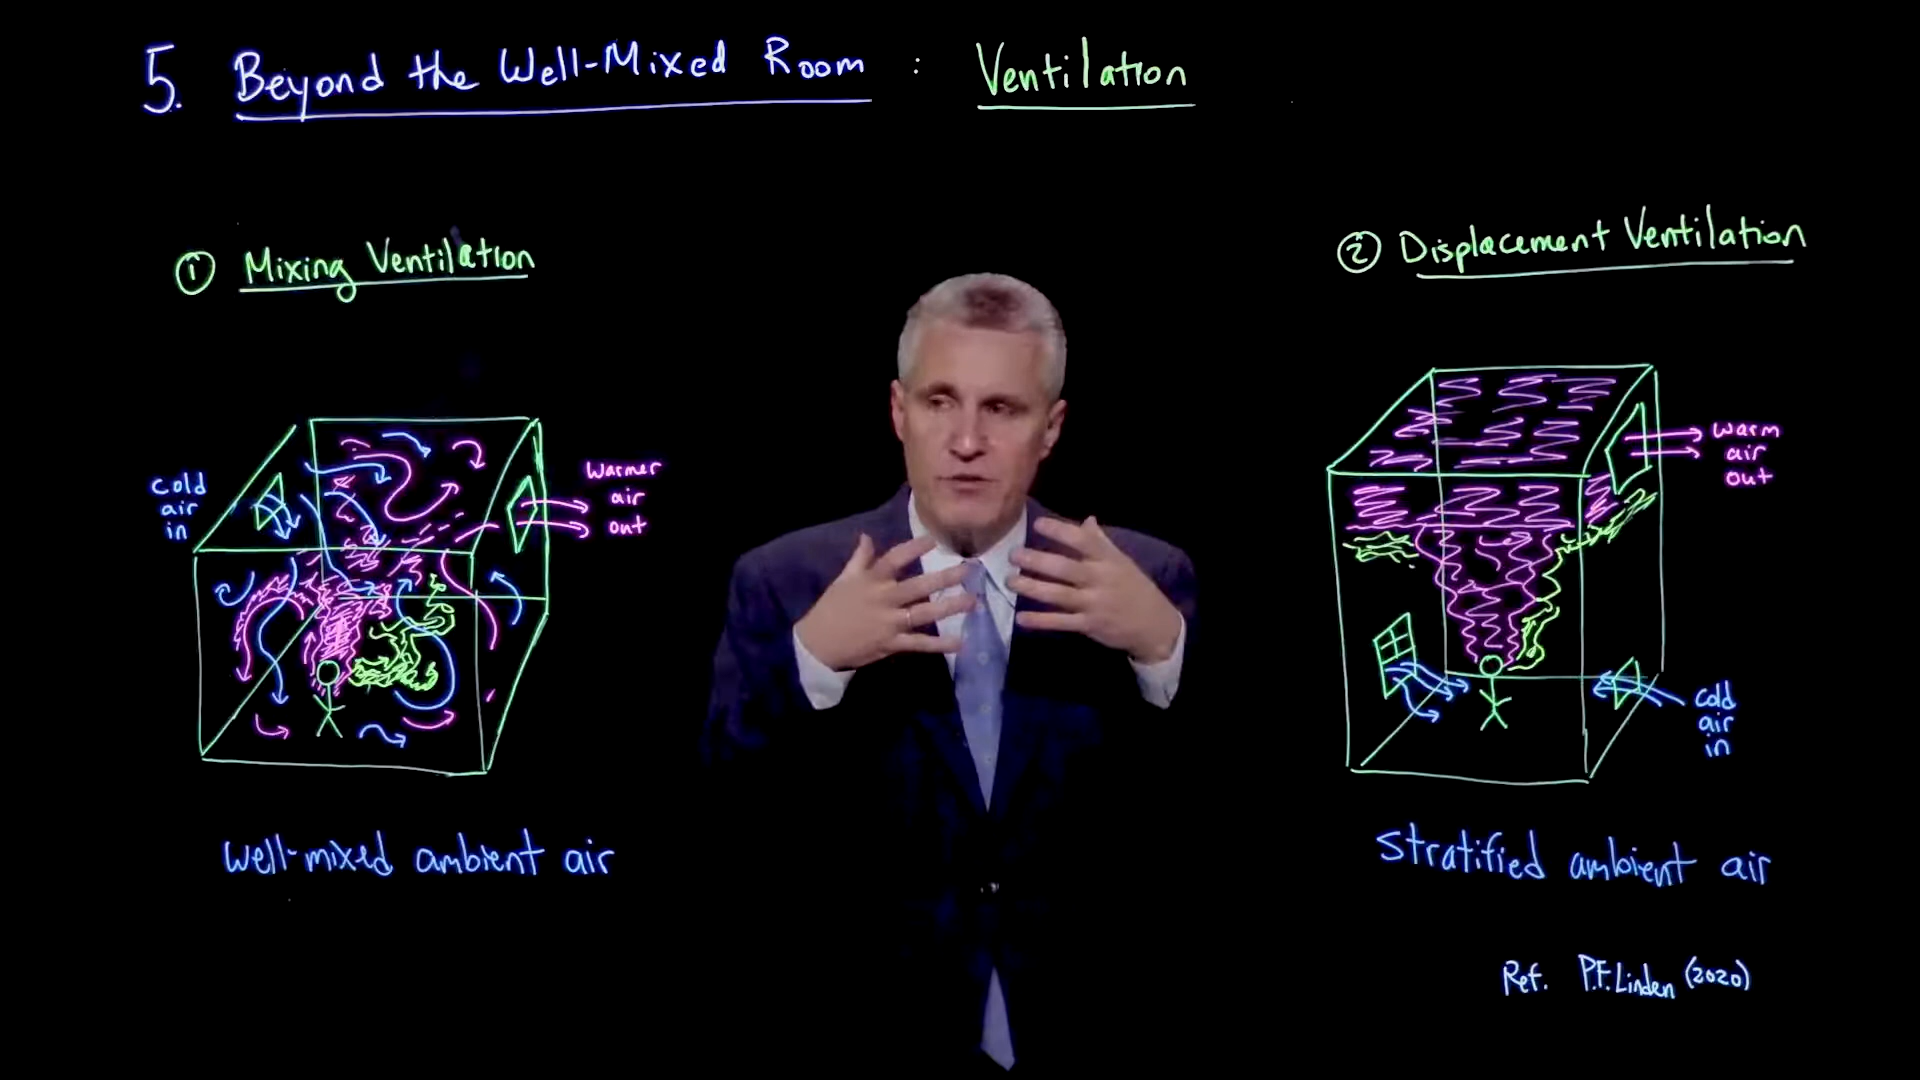 5. Beyond the Well-Mixed Room : Ventilation
① Mixing Ventilation
cold
air
in
warmer
air
out
well-mixed ambient air
② Displacement Ventilation
warm
air
out
cold
air
in
stratified ambient air
Ref. P.F. Linden (2020)